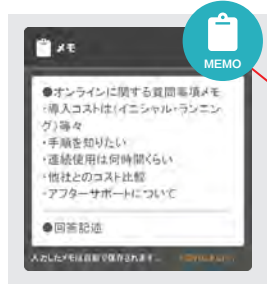 メモ
MEMO
●オンラインに関する質問事項メモ
・導入コストは(イニシャル・ランニン
グ)等々
・手順を知りたい
・連続使用は何時間くらい
・他社とのコスト比較
・アフターサポートについて
●回答記述
入力したメモは自動で保存されます。